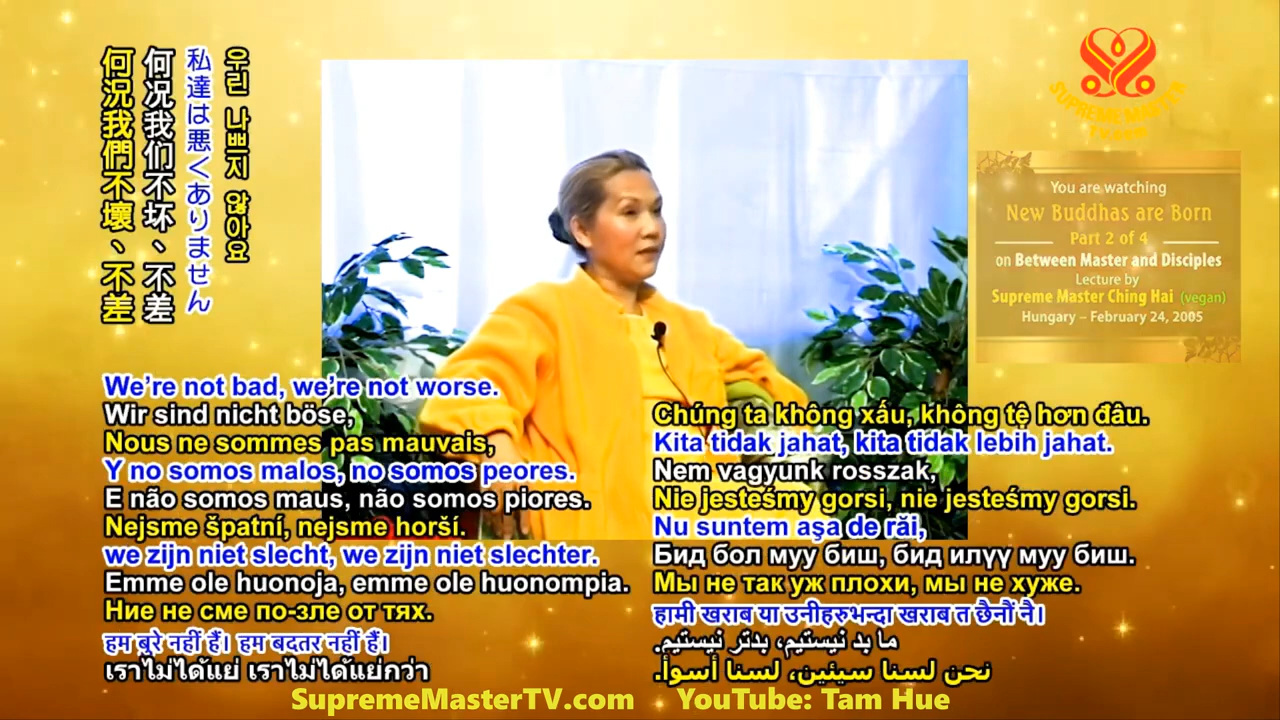 우린 나쁘지 않아요
私達は悪くありません
何况我们不坏、不差
何況我們不壞、不差
SUPREME MASTER
TV.com
You are watching
New Buddhas are Born
Part 2 of 4
on Between Master and Disciples
Lecture by
Supreme Master Ching Hai (vegan)
Hungary – February 24, 2005
We’re not bad, we’re not worse.
Wir sind nicht böse,
Nous ne sommes pas mauvais,
Y no somos malos, no somos peores.
E não somos maus, não somos piores.
Nejsme špatní, nejsme horší.
we zijn niet slecht, we zijn niet slechter.
Emme ole huonoja, emme ole huonompia.
Ние не сме по-зле от тях.
हम बुरे नहीं हैं। हम बदतर नहीं हैं।
เราไม่ได้แย่ เราไม่ได้แย่กว่า
Chúng ta không xấu, không tệ hơn đâu.
Kita tidak jahat, kita tidak lebih jahat.
Nem vagyunk rosszak,
Nie jesteśmy gorsi, nie jesteśmy gorsi.
Nu suntem aşa de răi,
Бид бол муу биш, бид илүү муу биш.
Мы не так уж плохи, мы не хуже.
हामी खराब या उनीहरुभन्दा खराब त छैनौं नै।
ما بد نیستیم، بدتر نیستیم.
نحن لسنا سيئين، لسنا أسوأ.
SupremeMasterTV.com YouTube: Tam Hue